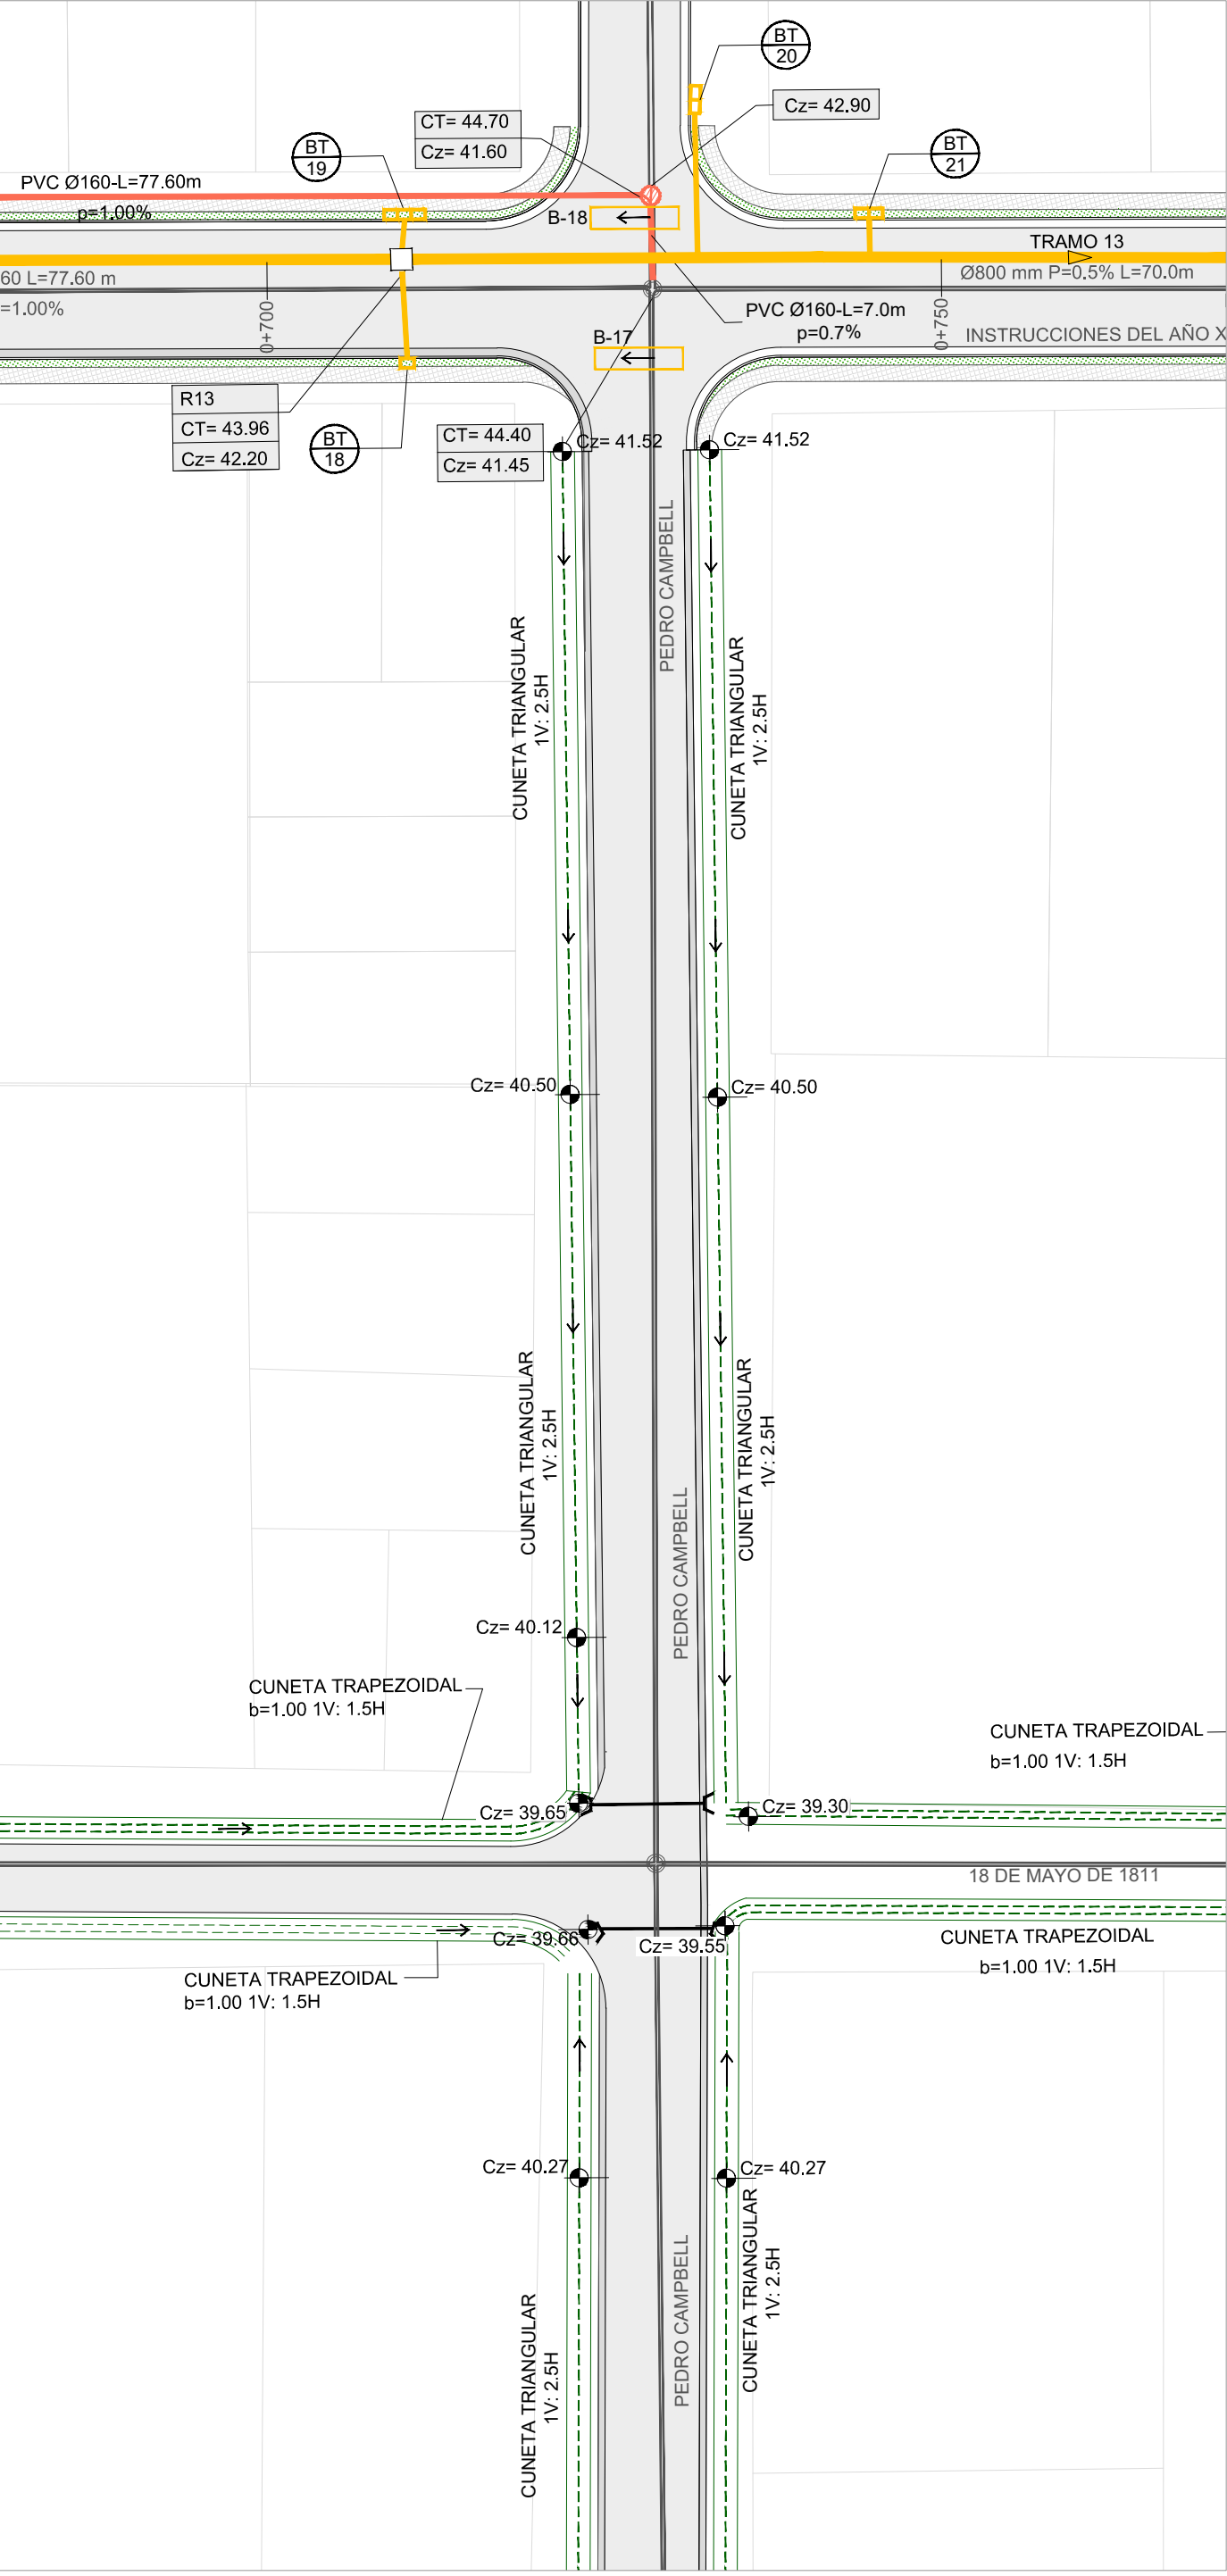 BT
20
Cz= 42.90
CT= 44.70
Cz= 41.60
BT
19
BT
21
PVC Ø160-L=77.60m
p=1.00%
B-18
TRAMO 13
Ø800 mm P=0.5% L=70.0m
60 L=77.60 m
=1.00%
0+700
PVC Ø160-L=7.0m
p=0.7%
0+750
INSTRUCCIONES DEL AÑO X
B-17
R13
CT= 43.96
Cz= 42.20
BT
18
CT= 44.40
Cz= 41.45
Cz= 41.52
Cz= 41.52
PEDRO CAMPBELL
CUNETA TRIANGULAR
1V: 2.5H
CUNETA TRIANGULAR
1V: 2.5H
Cz= 40.50
Cz= 40.50
CUNETA TRIANGULAR
1V: 2.5H
CUNETA TRIANGULAR
1V: 2.5H
PEDRO CAMPBELL
Cz= 40.12
CUNETA TRAPEZOIDAL
b=1.00 1V: 1.5H
CUNETA TRAPEZOIDAL
b=1.00 1V: 1.5H
Cz= 39.65
Cz= 39.30
18 DE MAYO DE 1811
Cz= 39.66
Cz= 39.55
CUNETA TRAPEZOIDAL
b=1.00 1V: 1.5H
CUNETA TRAPEZOIDAL
b=1.00 1V: 1.5H
Cz= 40.27
Cz= 40.27
CUNETA TRIANGULAR
1V: 2.5H
PEDRO CAMPBELL
CUNETA TRIANGULAR
1V: 2.5H